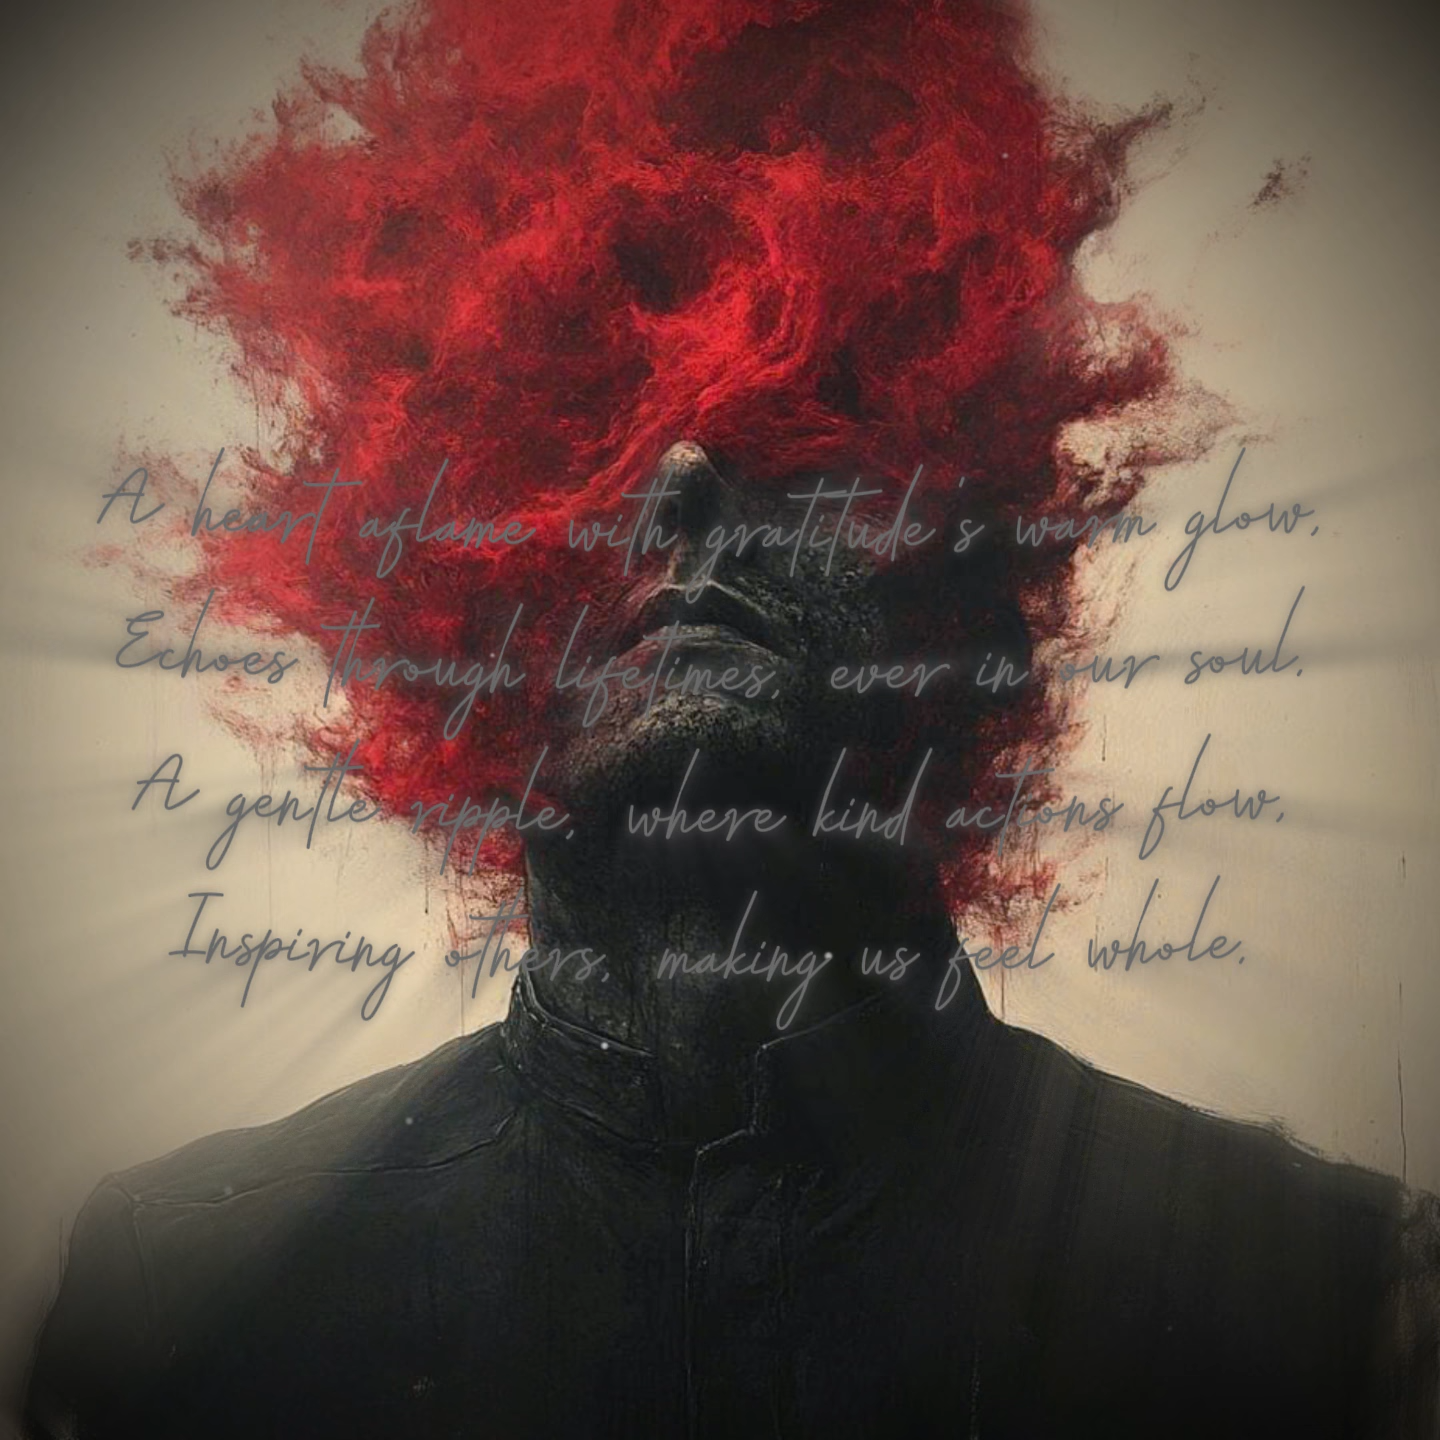 A heart aflame with gratitude's warm glow,
Echoes through lifetimes, ever in our soul.
A gentle ripple, where kind actions flow,
Inspiring others, making us feel whole.